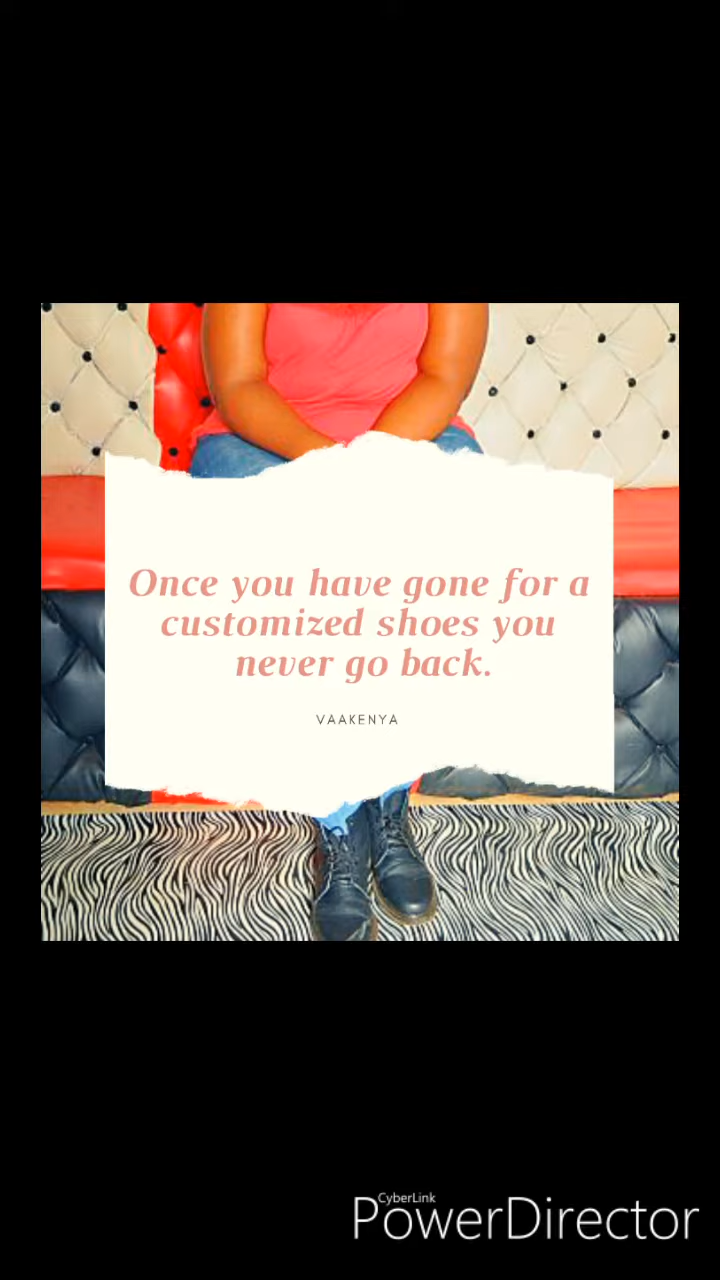 Once you have gone for a
customized shoes you
never go back.
VAAKENYA
CyberLink
PowerDirector